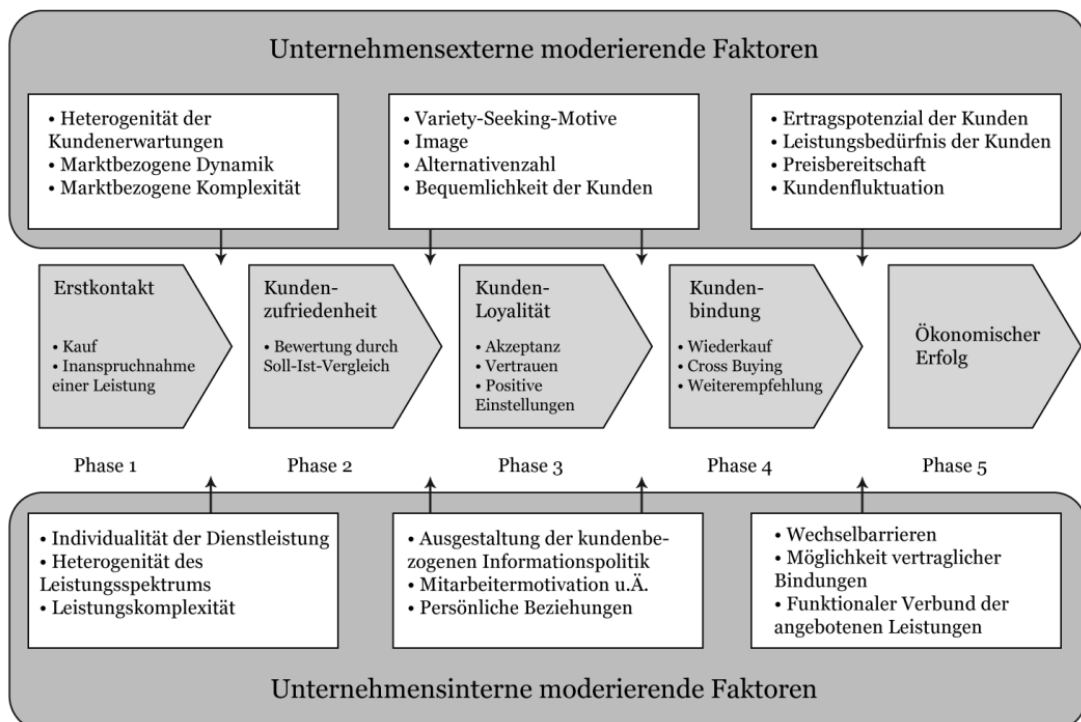 Unternehmensexterne moderierende Faktoren
• Heterogenität der
Kundenerwartungen
• Marktbezogene Dynamik
• Marktbezogene Komplexität
• Variety-Seeking-Motive
• Image
• Alternativenzahl
• Bequemlichkeit der Kunden
• Ertragspotenzial der Kunden
• Leistungsbedürfnis der Kunden
• Preisbereitschaft
• Kundenfluktuation
Erstkontakt
• Kauf
• Inanspruchnahme
einer Leistung
Kunden-
zufriedenheit
• Bewertung durch
Soll-Ist-Vergleich
Kunden-
Loyalität
• Akzeptanz
• Vertrauen
• Positive
Einstellungen
Kunden-
bindung
• Wiederkauf
• Cross Buying
• Weiterempfehlung
Ökonomischer
Erfolg
Phase 1
Phase 2
Phase 3
Phase 4
Phase 5
• Individualität der Dienstleistung
• Heterogenität des
Leistungsspektrums
• Leistungskomplexität
• Ausgestaltung der kundenbe-
zogenen Informationspolitik
• Mitarbeitermotivation u.Ä.
• Persönliche Beziehungen
• Wechselbarrieren
• Möglichkeit vertraglicher
Bindungen
• Funktionaler Verbund der
angebotenen Leistungen
Unternehmensinterne moderierende Faktoren